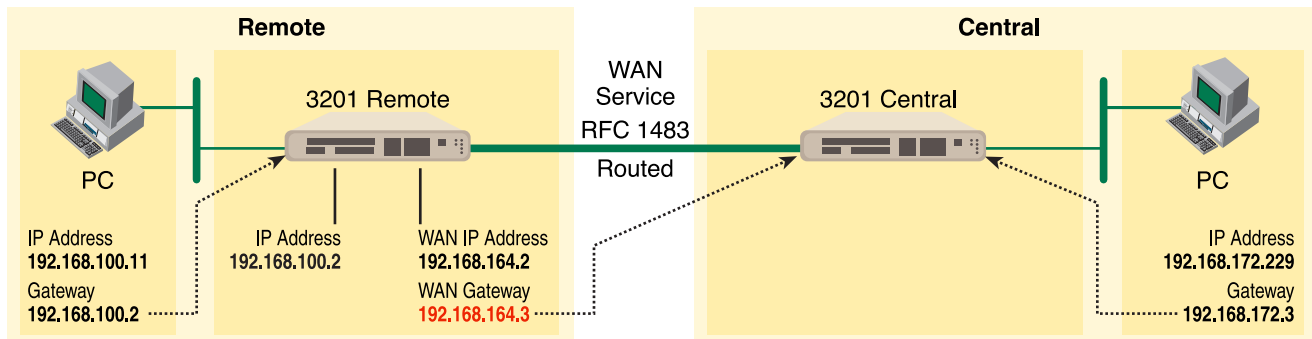 Remote
Central
3201 Remote
WAN
Service
RFC 1483
Routed
3201 Central
PC
PC
IP Address
192.168.100.11
Gateway
192.168.100.2
IP Address
192.168.100.2
WAN IP Address
192.168.164.2
WAN Gateway
192.168.164.3
IP Address
192.168.172.229
Gateway
192.168.172.3